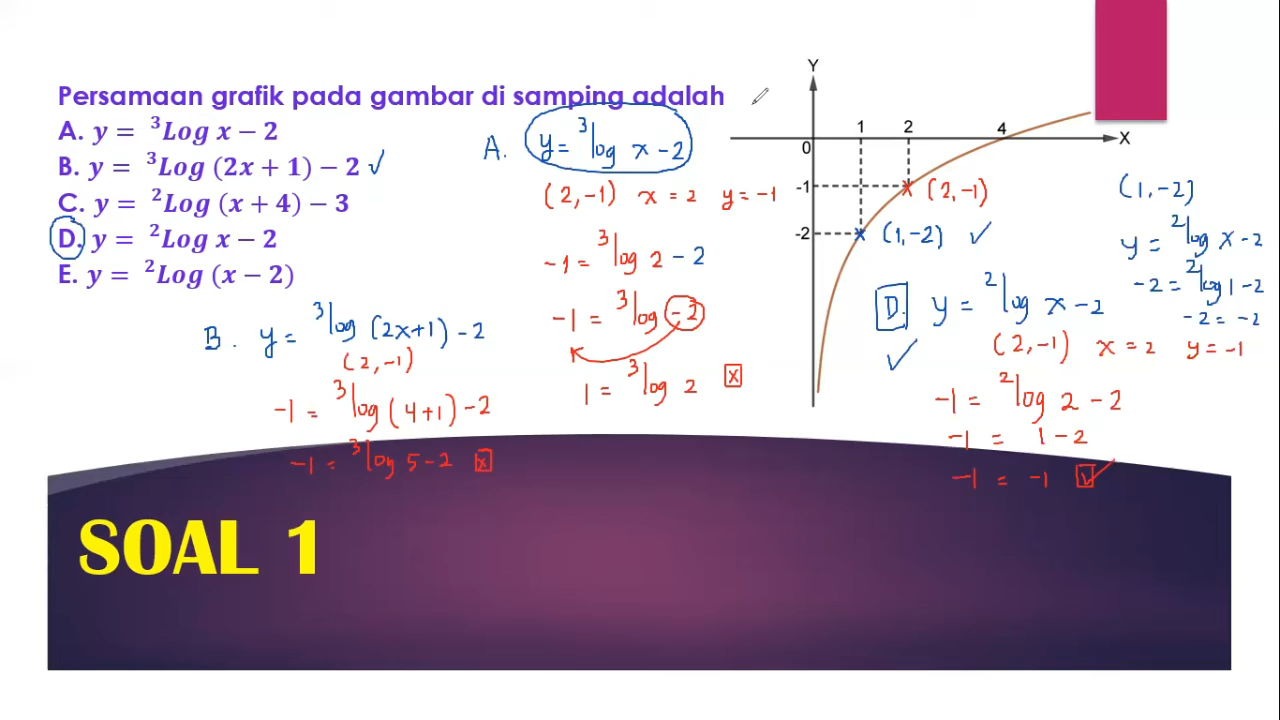 Persamaan grafik pada gambar di samping adalah
A. y = ³Log x − 2
B. y = ³Log (2x + 1) − 2 ✓
C. y = ²Log (x + 4) − 3
D. y = ²Log x − 2
E. y = ²Log (x − 2)
A. y = ³log x − 2
(2, −1) x = 2 y = −1
−1 = ³log 2 − 2
−1 = ³log −2
1 = ³log 2 x
B. y = ³log (2x+1) − 2
(2, −1)
−1 = ³log (4+1) − 2
−1 = ³log 5 − 2 x
Y
0 1 2 4 X
-1 (2, −1)
-2 (1, −2) ✓
D. y = ²log x − 2
✓
(2, −1) x = 2 y = −1
−1 = ²log 2 − 2
−1 = 1 − 2
−1 = −1 ✓
(1, −2)
y = ²log x − 2
−2 = ²log 1 − 2
−2 = −2
SOAL 1